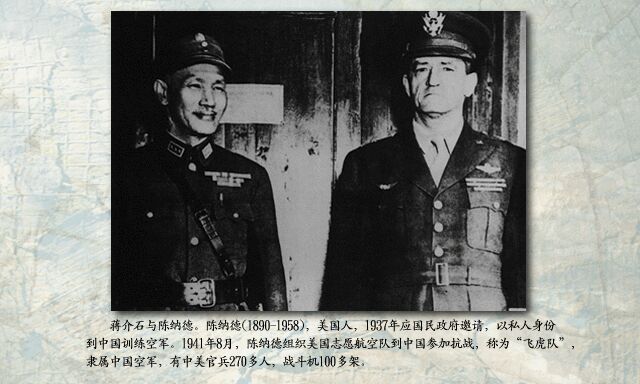 蒋介石与陈纳德。陈纳德(1890-1958)，美国人，1937年应国民政府邀请，以私人身份
到中国训练空军。1941年8月，陈纳德组织美国志愿航空队到中国参加抗战，称为“飞虎队”，
隶属中国空军，有中美官兵270多人，战斗机100多架。